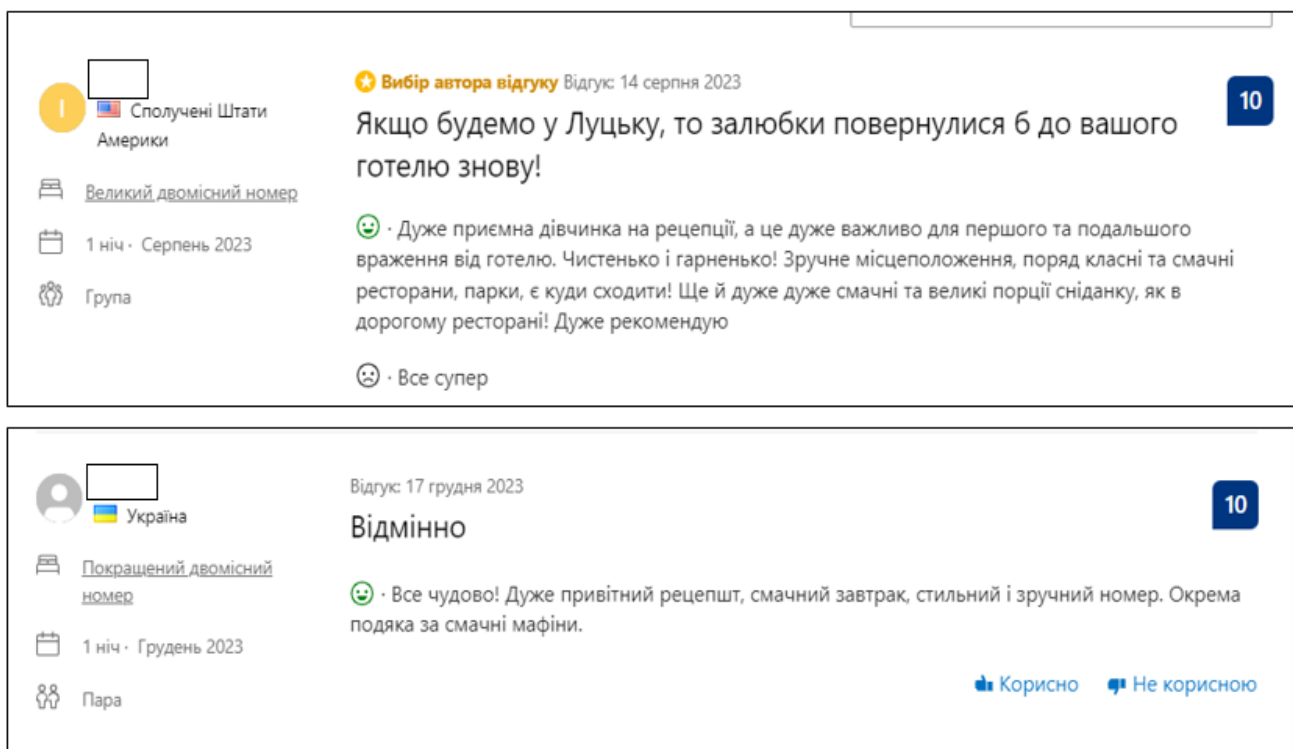 І
Сполучені Штати
Америки
Великий двомісний номер
1 ніч · Серпень 2023
Група
Вибір автора відгуку Відгук: 14 серпня 2023
10
Якщо будемо у Луцьку, то залюбки повернулися б до вашого
готелю знову!
· Дуже приємна дівчинка на рецепції, а це дуже важливо для першого та подальшого
враження від готелю. Чистенько і гарненько! Зручне місцеположення, поряд класні та смачні
ресторани, парки, є куди сходити! Ще й дуже дуже смачні та великі порції сніданку, як в
дорогому ресторані! Дуже рекомендую
· Все супер
Україна
Покращений двомісний
номер
1 ніч · Грудень 2023
Пара
Відгук: 17 грудня 2023
10
Відмінно
· Все чудово! Дуже привітний рецепшт, смачний завтрак, стильний і зручний номер. Окрема
подяка за смачні мафіни.
Корисно Не корисною